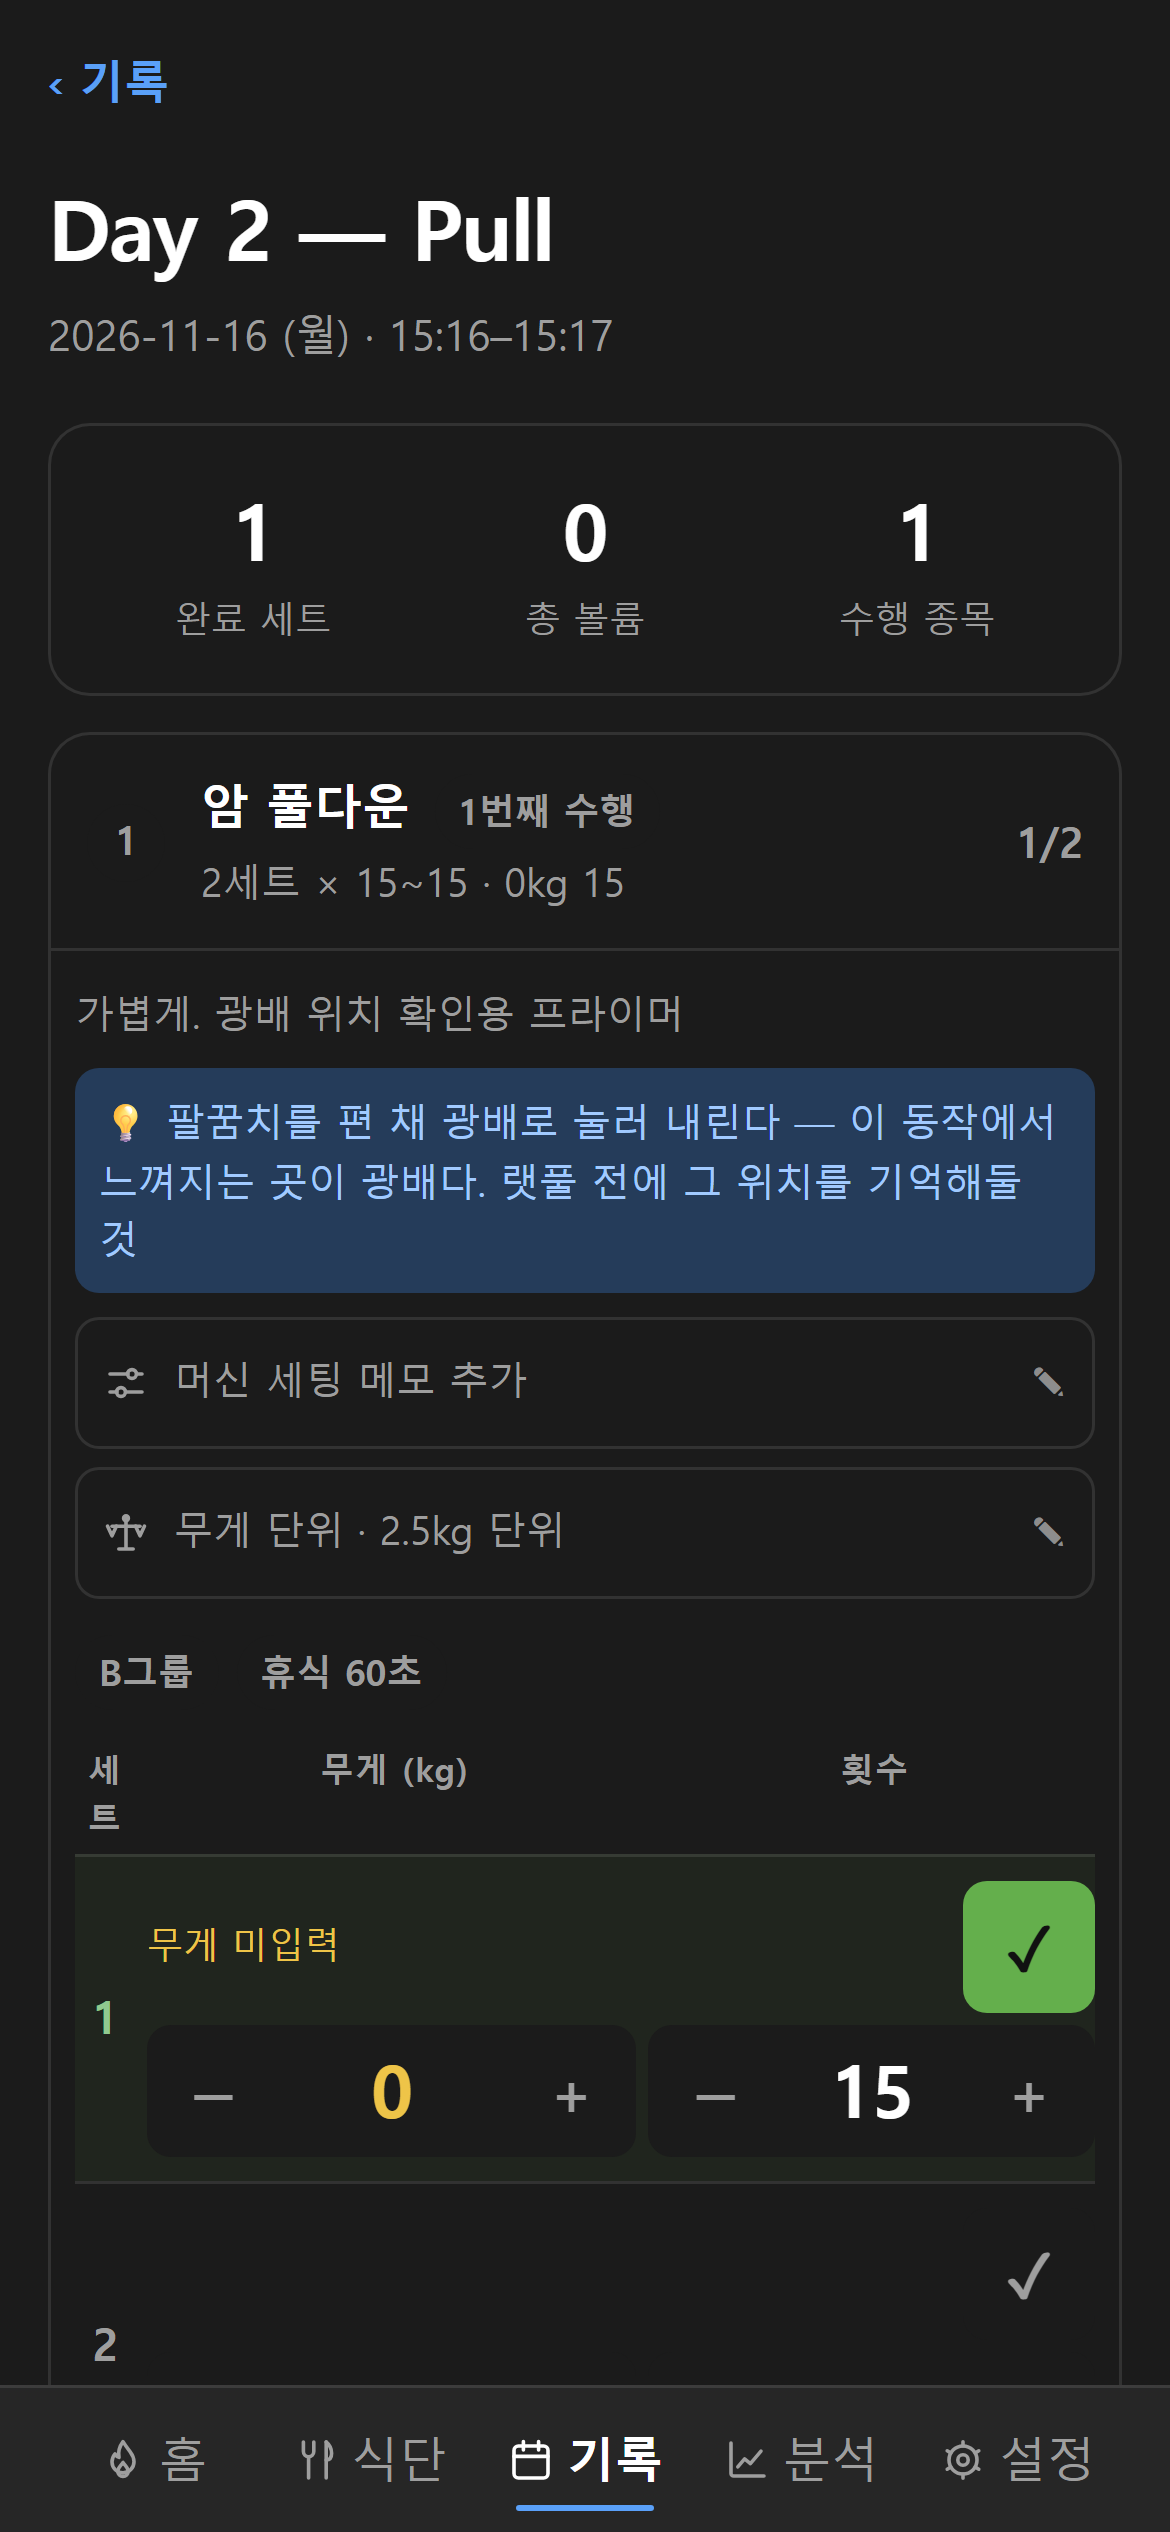 ‹ 기록
Day 2 — Pull
2026-11-16 (월) · 15:16–15:17
1
완료 세트
0
총 볼륨
1
수행 종목
1
암 풀다운 1번째 수행
2세트 × 15~15 · 0kg 15
1/2
가볍게. 광배 위치 확인용 프라이머
💡 팔꿈치를 편 채 광배로 눌러 내린다 — 이 동작에서
느껴지는 곳이 광배다. 랫풀 전에 그 위치를 기억해둘
것
머신 세팅 메모 추가
무게 단위 · 2.5kg 단위
B그룹 휴식 60초
세
트
무게 (kg)
횟수
무게 미입력
✓
1
— 0 +
— 15 +
✓
2
홈
식단
기록
분석
설정